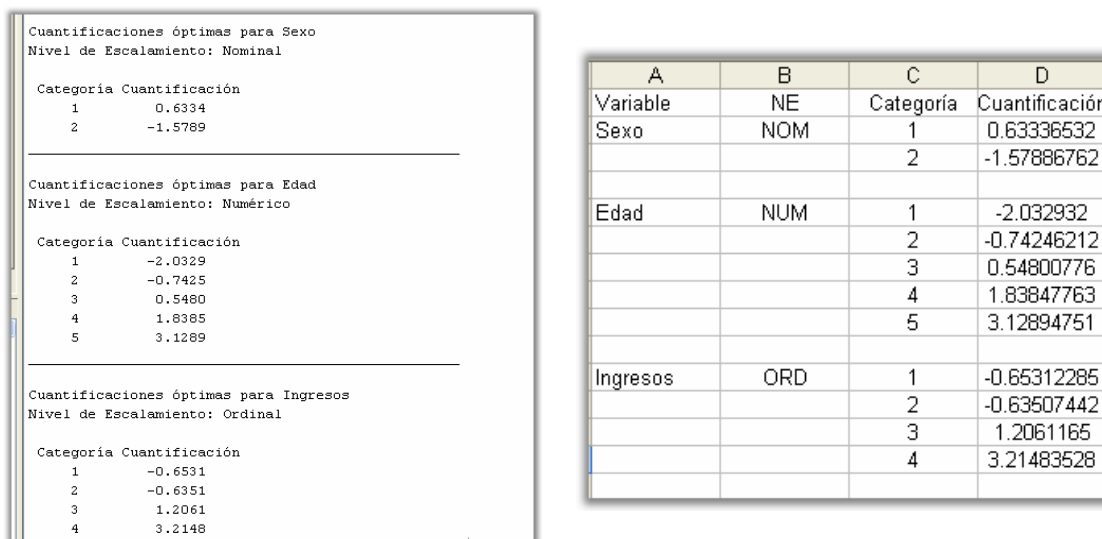 Cuantificaciones óptimas para Sexo
Nivel de Escalamiento: Nominal
Categoría Cuantificación
1 0.6334
2 -1.5789
Cuantificaciones óptimas para Edad
Nivel de Escalamiento: Numérico
Categoría Cuantificación
1 -2.0329
2 -0.7425
3 0.5480
4 1.8385
5 3.1289
Cuantificaciones óptimas para Ingresos
Nivel de Escalamiento: Ordinal
Categoría Cuantificación
1 -0.6531
2 -0.6351
3 1.2061
4 3.2148
A B C D
Variable NE Categoría Cuantificación
Sexo NOM 1 0.63336532
2 -1.57886762
Edad NUM 1 -2.032932
2 -0.74246212
3 0.54800776
4 1.83847763
5 3.12894751
Ingresos ORD 1 -0.65312285
2 -0.63507442
3 1.2061165
4 3.21483528